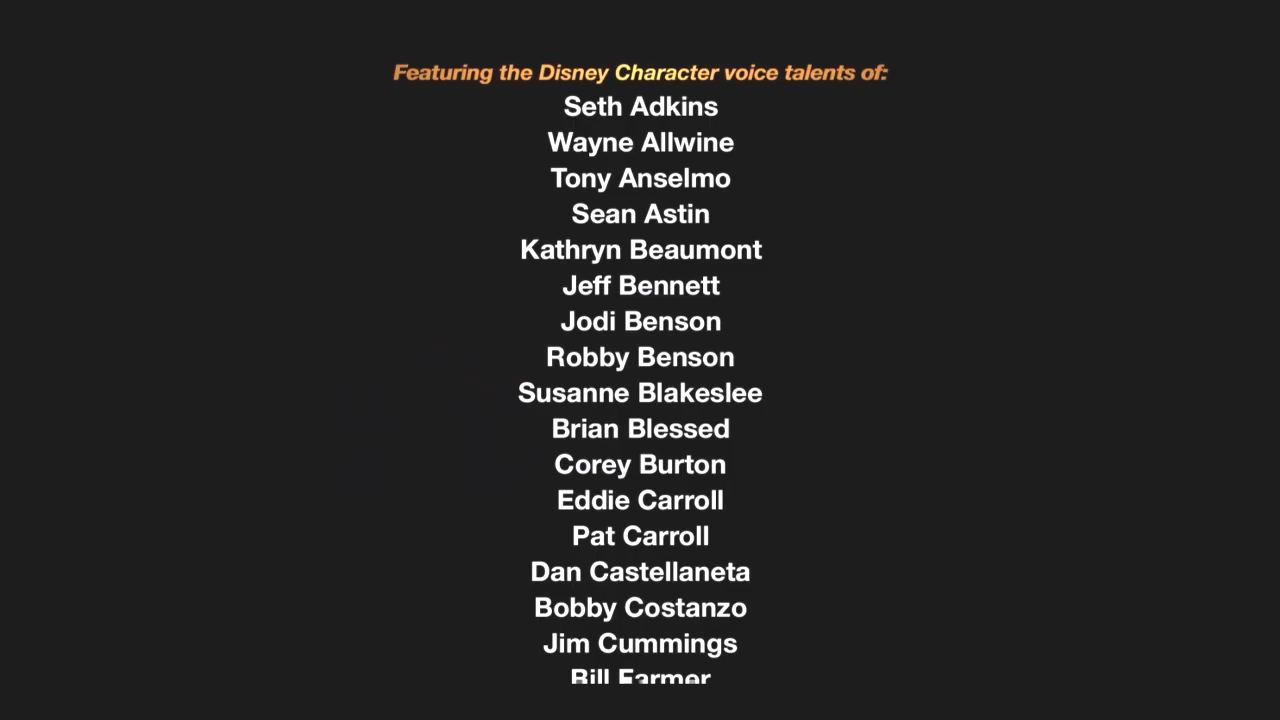 Featuring the Disney Character voice talents of:
Seth Adkins
Wayne Allwine
Tony Anselmo
Sean Astin
Kathryn Beaumont
Jeff Bennett
Jodi Benson
Robby Benson
Susanne Blakeslee
Brian Blessed
Corey Burton
Eddie Carroll
Pat Carroll
Dan Castellaneta
Bobby Costanzo
Jim Cummings
Bill Farmer